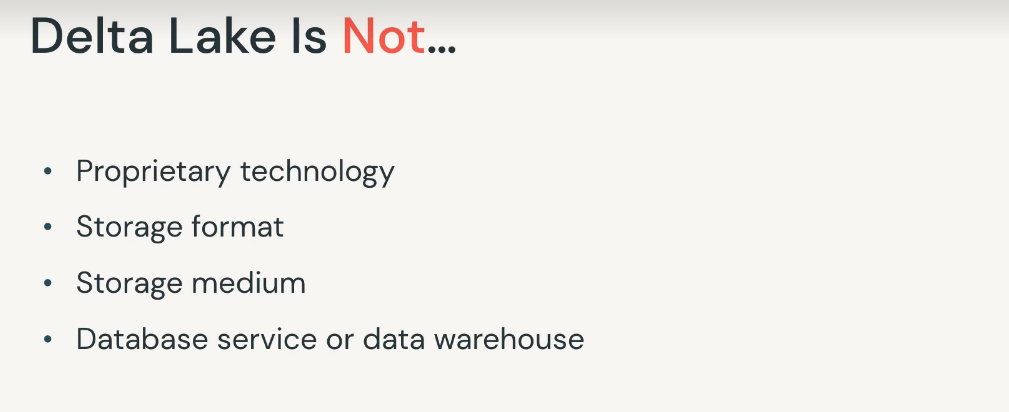 Delta Lake Is Not...
• Proprietary technology
• Storage format
• Storage medium
• Database service or data warehouse